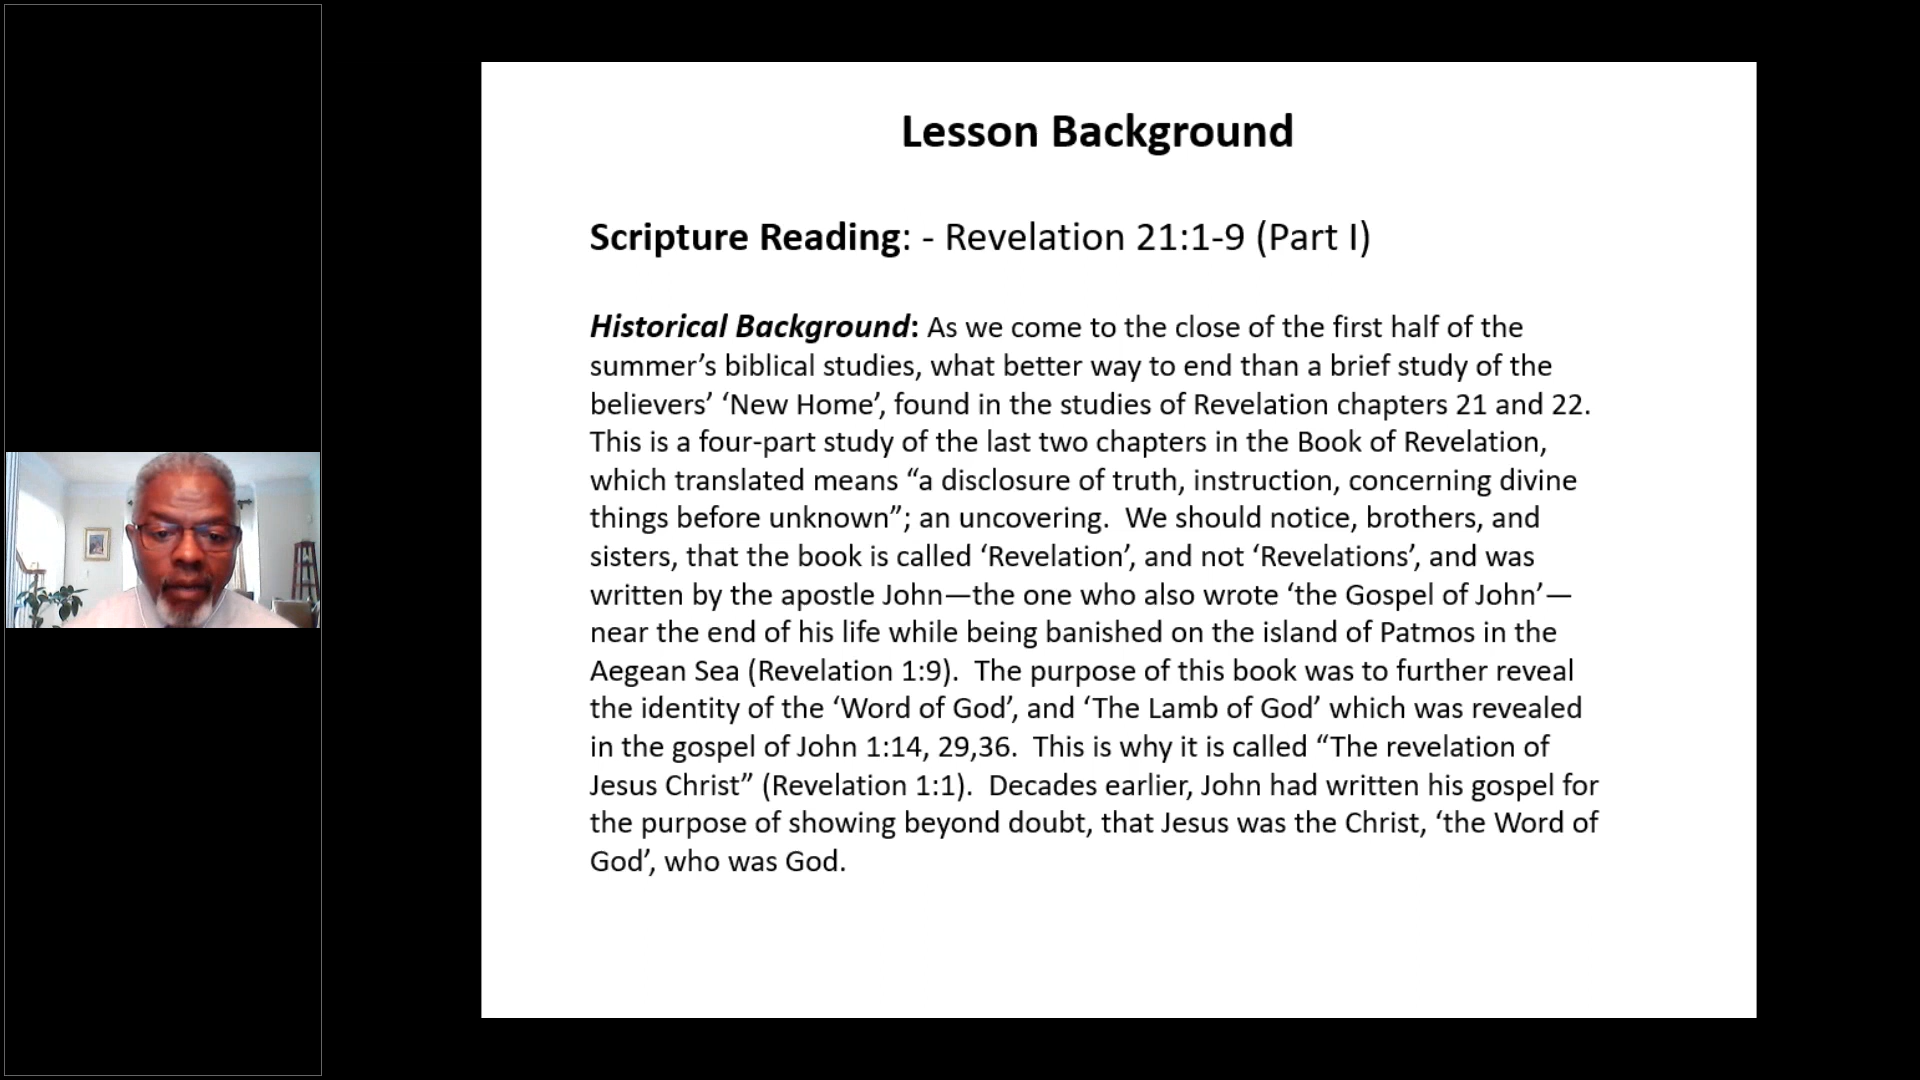 Lesson Background
Scripture Reading: - Revelation 21:1-9 (Part I)
Historical Background: As we come to the close of the first half of the
summer’s biblical studies, what better way to end than a brief study of the
believers’ ‘New Home’, found in the studies of Revelation chapters 21 and 22.
This is a four-part study of the last two chapters in the Book of Revelation,
which translated means “a disclosure of truth, instruction, concerning divine
things before unknown”; an uncovering.  We should notice, brothers, and
sisters, that the book is called ‘Revelation’, and not ‘Revelations’, and was
written by the apostle John—the one who also wrote ‘the Gospel of John’—
near the end of his life while being banished on the island of Patmos in the
Aegean Sea (Revelation 1:9).  The purpose of this book was to further reveal
the identity of the ‘Word of God’, and ‘The Lamb of God’ which was revealed
in the gospel of John 1:14, 29,36.  This is why it is called “The revelation of
Jesus Christ” (Revelation 1:1).  Decades earlier, John had written his gospel for
the purpose of showing beyond doubt, that Jesus was the Christ, ‘the Word of
God’, who was God.